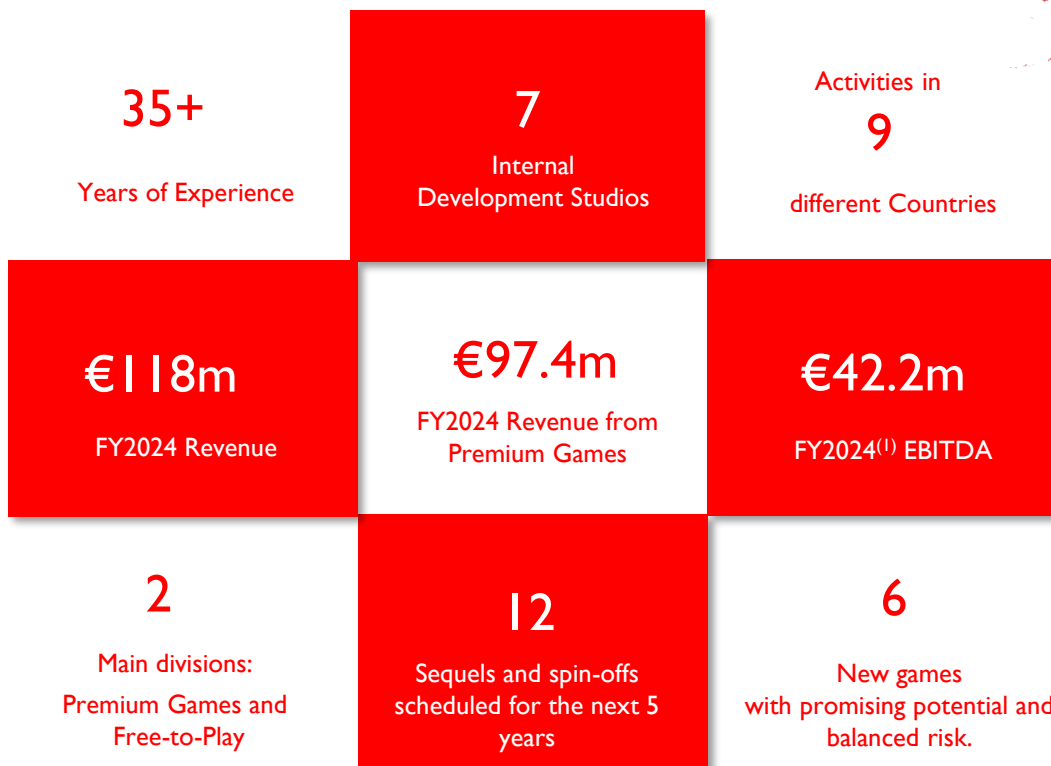 35+
Years of Experience
7
Internal
Development Studios
Activities in
9
different Countries
€118m
FY2024 Revenue
€97.4m
FY2024 Revenue from
Premium Games
€42.2m
FY2024(1) EBITDA
2
Main divisions:
Premium Games and
Free-to-Play
12
Sequels and spin-offs
scheduled for the next 5
years
6
New games
with promising potential and
balanced risk.